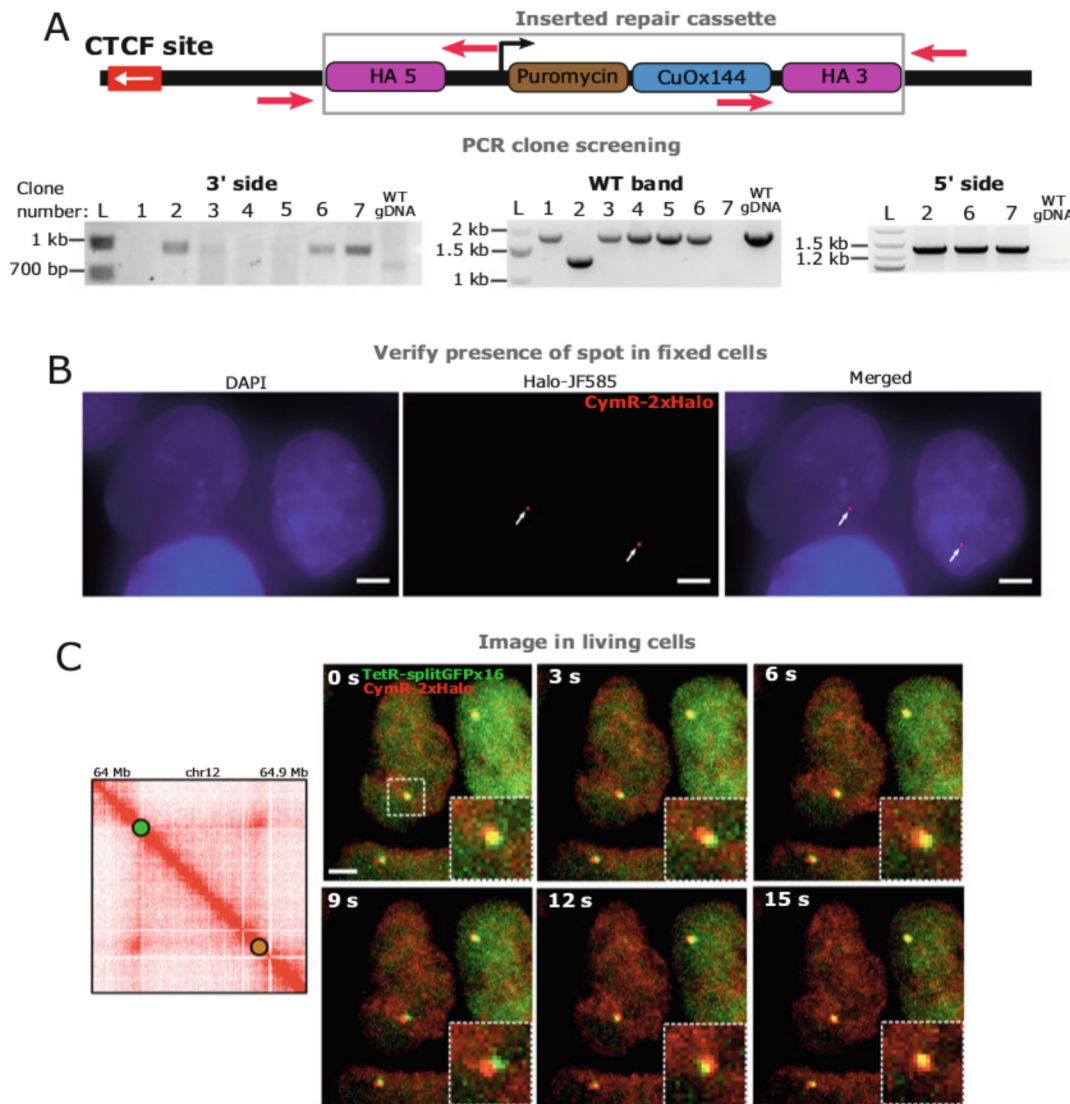 A
Inserted repair cassette
CTCF site
HA 5
Puromycin
CuOx144
HA 3
PCR clone screening
3' side
WT band
5' side
Clone number:
L 1 2 3 4 5 6 7 WT gDNA
1 kb
700 bp
L 1 2 3 4 5 6 7 WT gDNA
2 kb
1.5 kb
1 kb
L 2 6 7 WT gDNA
1.5 kb
1.2 kb
B
Verify presence of spot in fixed cells
DAPI
Halo-JF585
Merged
CymR-2xHalo
C
Image in living cells
64 Mb chr12 64.9 Mb
0 s
TetR-splitGFPx16
CymR-2xHalo
3 s
6 s
9 s
12 s
15 s